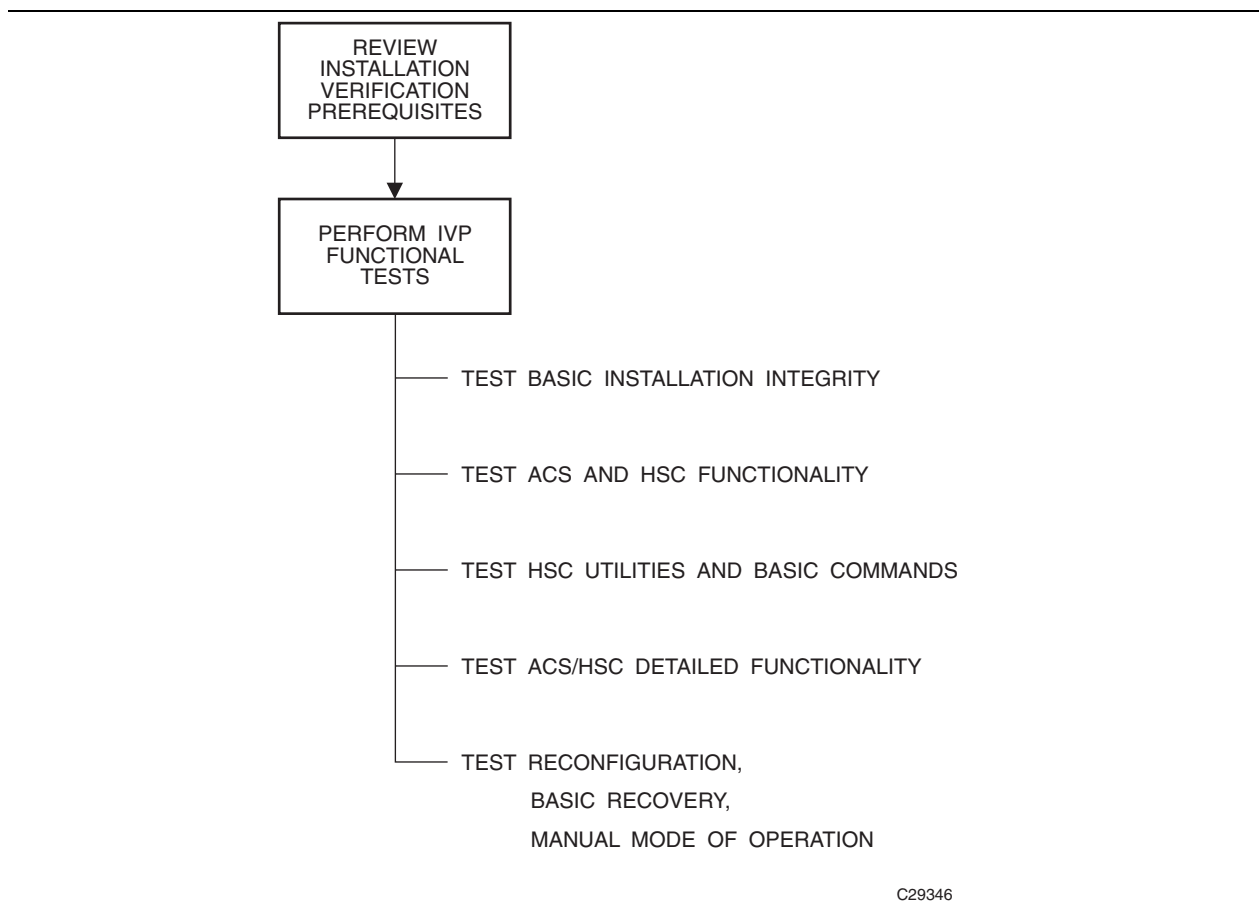 REVIEW
INSTALLATION
VERIFICATION
PREREQUISITES
PERFORM IVP
FUNCTIONAL
TESTS
TEST BASIC INSTALLATION INTEGRITY
TEST ACS AND HSC FUNCTIONALITY
TEST HSC UTILITIES AND BASIC COMMANDS
TEST ACS/HSC DETAILED FUNCTIONALITY
TEST RECONFIGURATION,
BASIC RECOVERY,
MANUAL MODE OF OPERATION
C29346